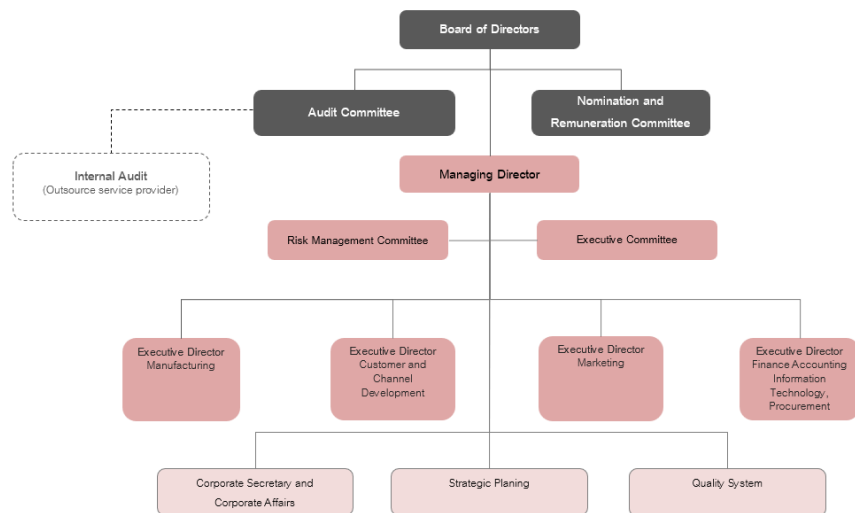 Board of Directors
Audit Committee
Nomination and
Remuneration Committee
Internal Audit
(Outsource service provider)
Managing Director
Risk Management Committee
Executive Committee
Executive Director
Manufacturing
Executive Director
Customer and
Channel
Development
Executive Director
Marketing
Executive Director
Finance Accounting
Information
Technology,
Procurement
Corporate Secretary and
Corporate Affairs
Strategic Planing
Quality System